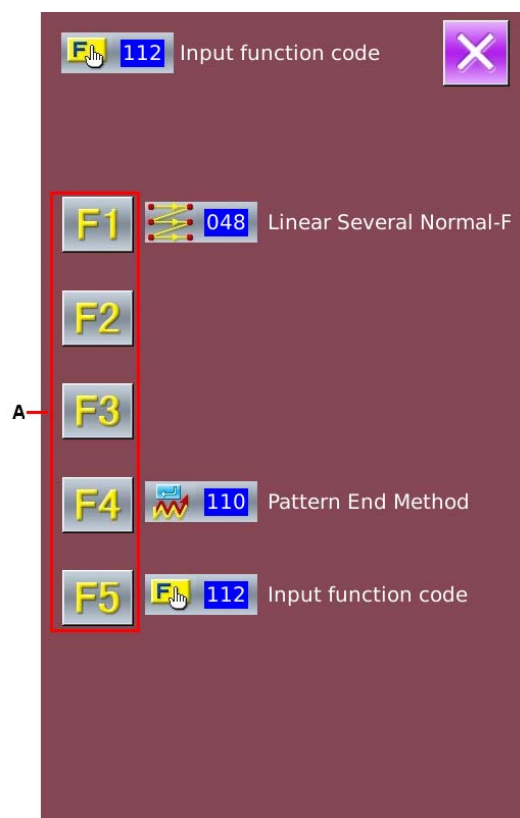 F 112 Input function code
F1 048 Linear Several Normal-F
F2
A F3
F4 110 Pattern End Method
F5 F 112 Input function code